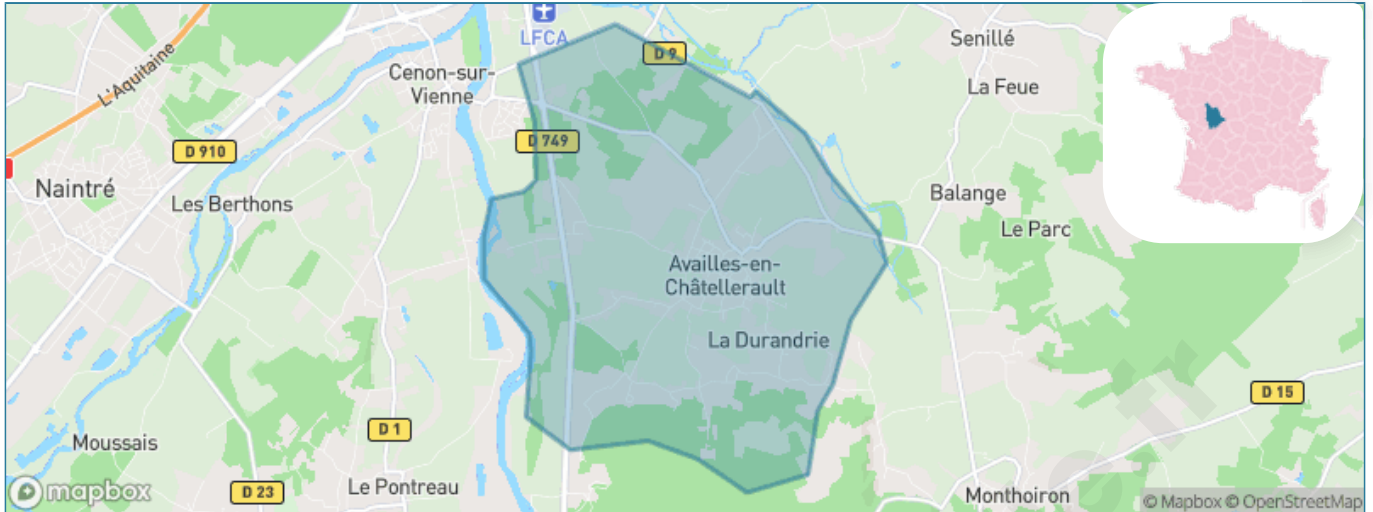 LFCA
D 9
Senillé
L'Aquitaine
Cenon-sur-
Vienne
La Feue
D 910
D 749
Naintré
Les Berthons
Balange
Le Parc
Availles-en-
Châtellerault
La Durandrie
D 15
D 1
Moussais
D 23
Le Pontreau
Monthoiron
mapbox
© Mapbox © OpenStreetMap